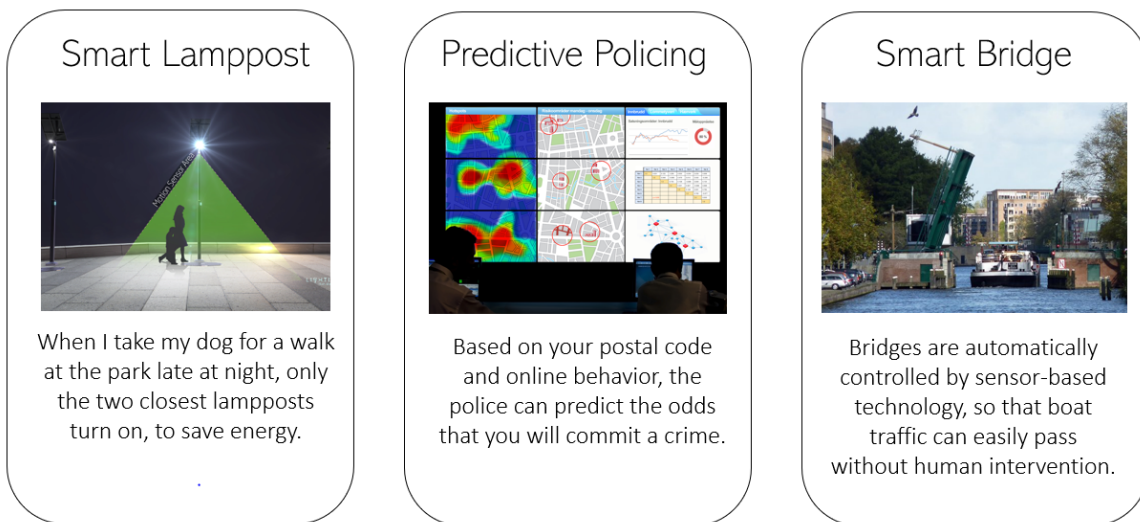 Smart Lamppost
Motion Sensor Area
When I take my dog for a walk
at the park late at night, only
the two closest lampposts
turn on, to save energy.
Predictive Policing
Based on your postal code
and online behavior, the
police can predict the odds
that you will commit a crime.
Smart Bridge
Bridges are automatically
controlled by sensor-based
technology, so that boat
traffic can easily pass
without human intervention.